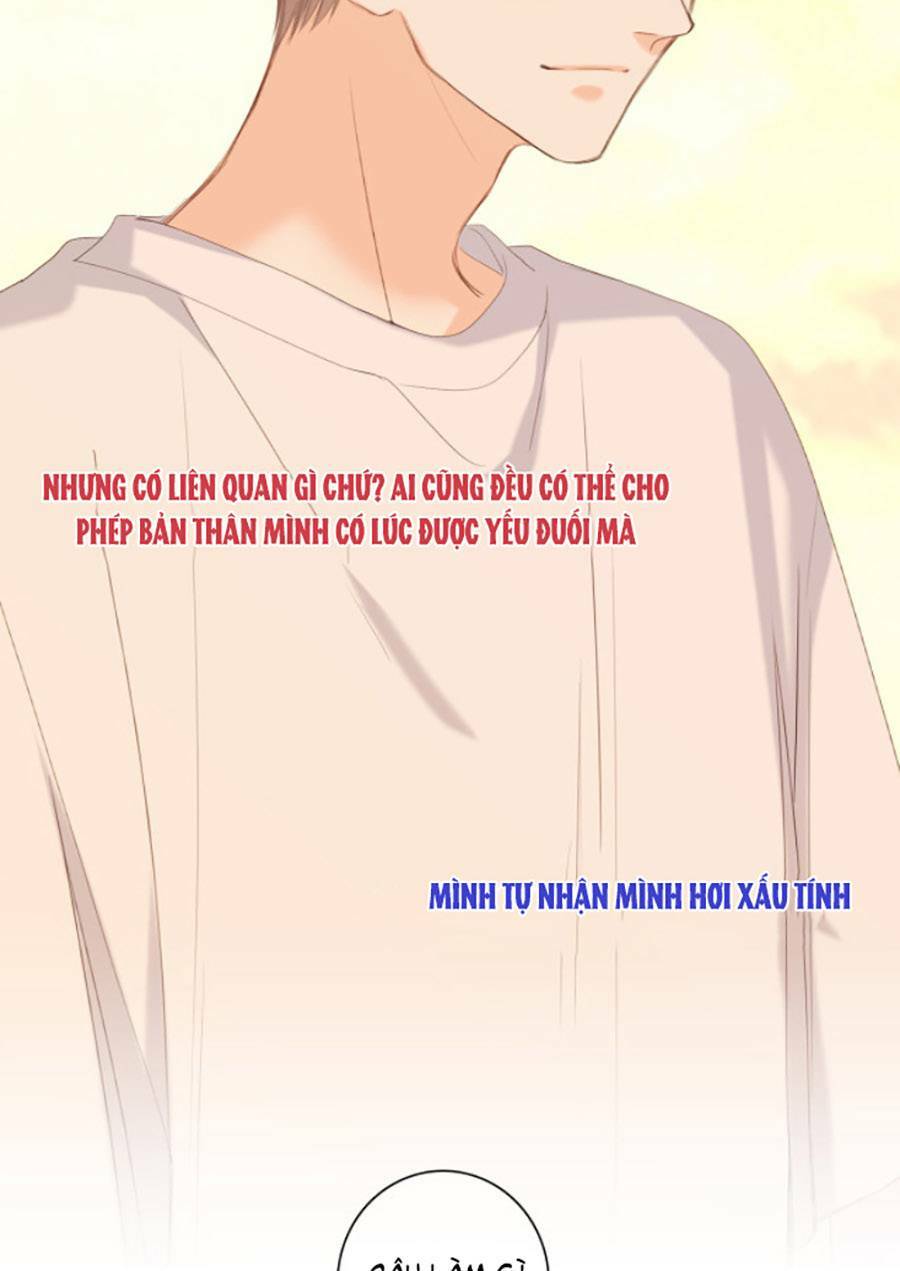 NHƯNG CÓ LIÊN QUAN GÌ CHỨ? AI CŨNG ĐỀU CÓ THỂ CHO
PHÉP BẢN THÂN MÌNH CÓ LÚC ĐƯỢC YẾU ĐUỐI MÀ
MÌNH TỰ NHẬN MÌNH HƠI XẤU TÍNH